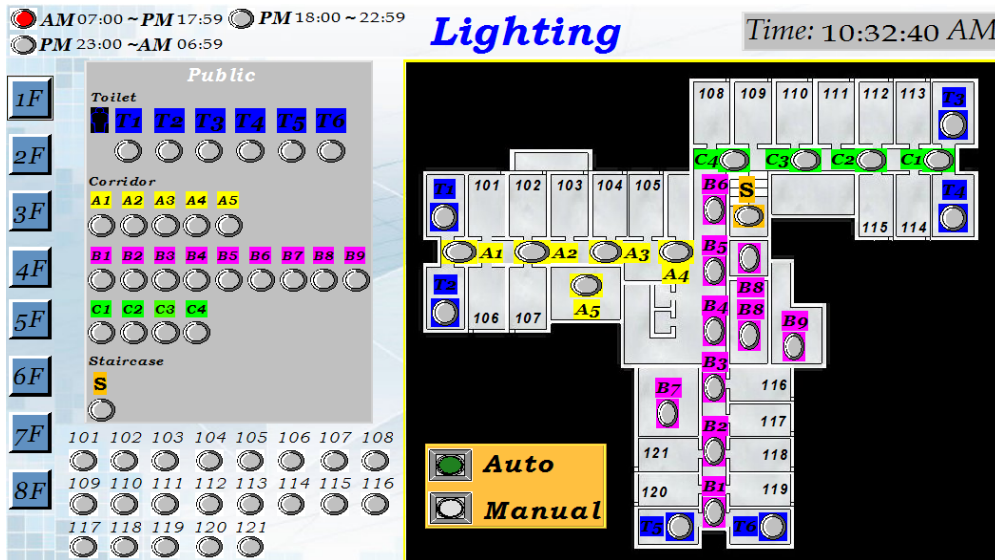 AM 07:00 ~ PM 17:59 PM 18:00 ~ 22:59
PM 23:00 ~ AM 06:59
Lighting
Time: 10:32:40 AM
1F
2F
3F
4F
5F
6F
7F
8F
Public
Toilet
T1 T2 T3 T4 T5 T6
Corridor
A1 A2 A3 A4 A5
B1 B2 B3 B4 B5 B6 B7 B8 B9
C1 C2 C3 C4
Staircase
S
101 102 103 104 105 106 107 108
109 110 111 112 113 114 115 116
117 118 119 120 121
108 109 110 111 112 113 T3
C4 C3 C2 C1
T1 101 102 103 104 105 B6 S T4
115 114
A1 A2 A3 A4 B5
T2 A5 B8
106 107 B4 B8 B9
B3
B7 116
B2 117
121 118
120 B1 119
T5 T6
Auto
Manual